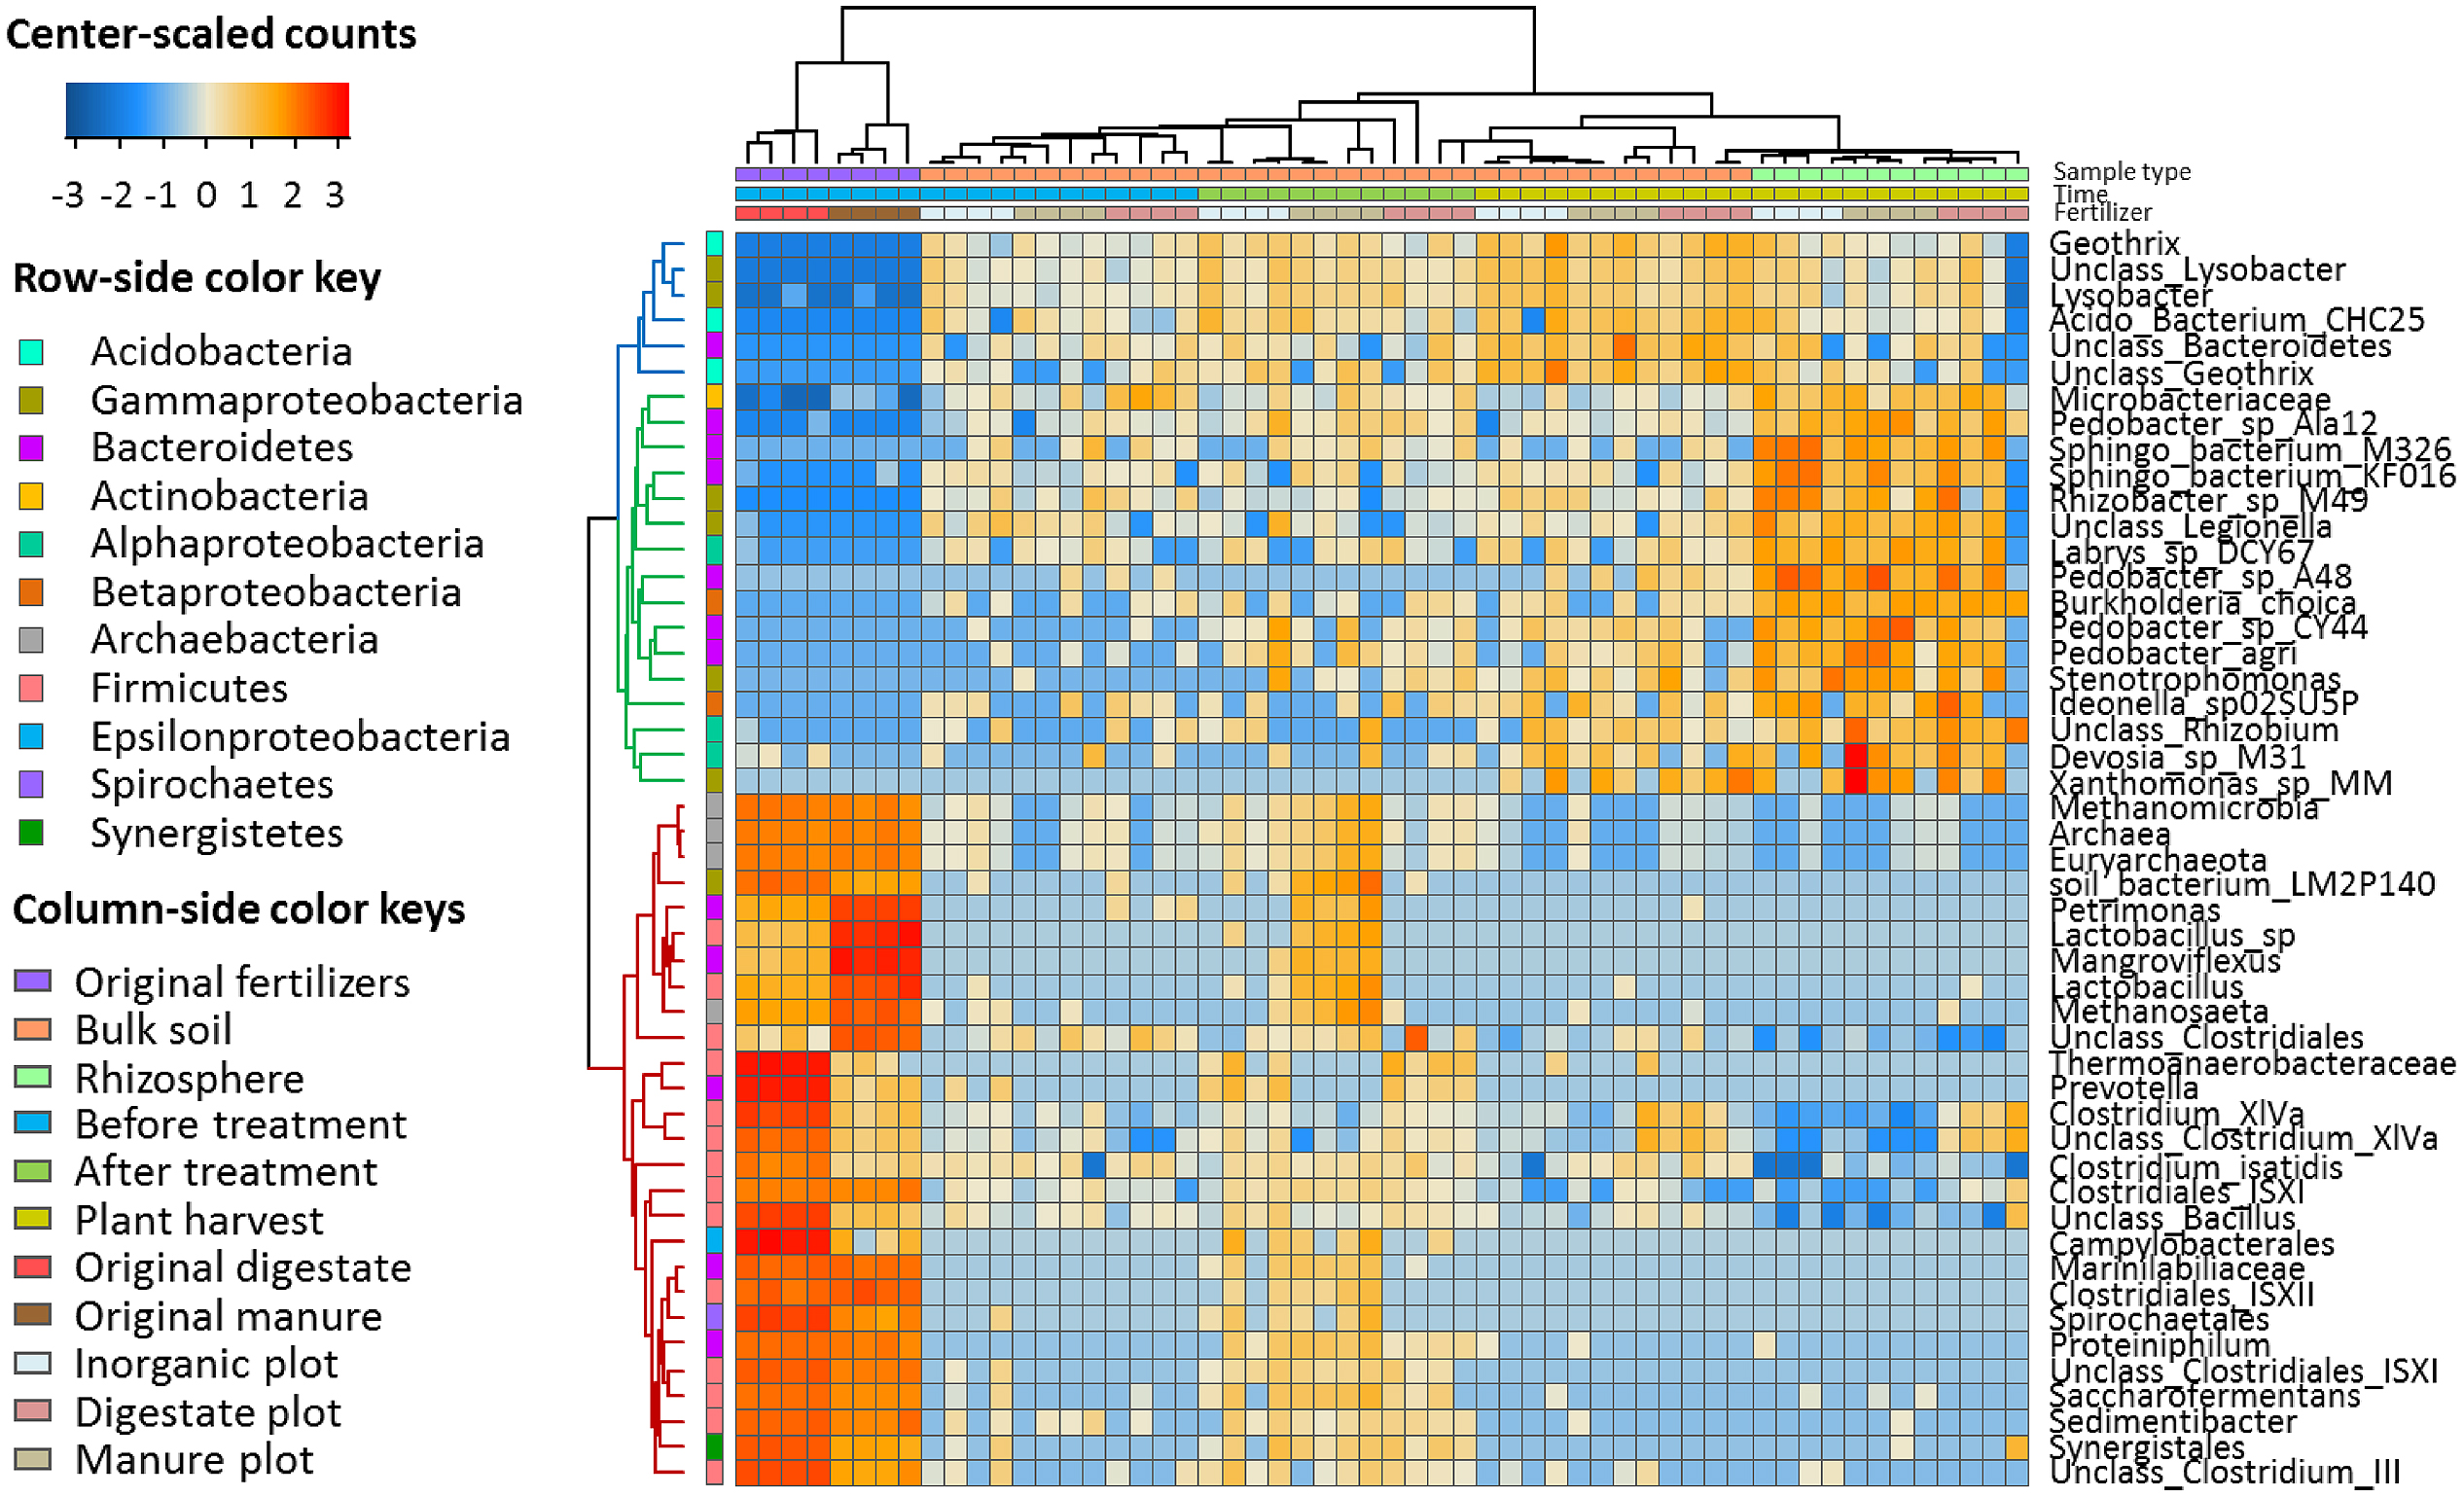 Center-scaled counts
-3 -2 -1 0 1 2 3
Row-side color key
Acidobacteria
Gammaproteobacteria
Bacteroidetes
Actinobacteria
Alphaproteobacteria
Betaproteobacteria
Archaebacteria
Firmicutes
Epsilonproteobacteria
Spirochaetes
Synergistetes
Column-side color keys
Original fertilizers
Bulk soil
Rhizosphere
Before treatment
After treatment
Plant harvest
Original digestate
Original manure
Inorganic plot
Digestate plot
Manure plot
Sample type
Time
Fertilizer
Geothrix
Unclass_Lysobacter
Lysobacter
Acido_Bacterium_CHC25
Unclass_Bacteroidetes
Unclass_Geothrix
Microbacteriaceae
Pedobacter_sp_Ala12
Sphingo_bacterium_M326
Sphingo_bacterium_KF016
Rhizobacter_sp_M49
Unclass_Legionella
Labrys_sp_DCY67
Pedobacter_sp_A48
Burkholderia_choica
Pedobacter_sp_CY44
Pedobacter_agri
Stenotrophomonas
Ideonella_sp02SU5P
Unclass_Rhizobium
Devosia_sp_M31
Xanthomonas_sp_MM
Methanomicrobia
Archaea
Euryarchaeota
soil_bacterium_LM2P140
Petrimonas
Lactobacillus_sp
Mangroviflexus
Lactobacillus
Methanosaeta
Unclass_Clostridiales
Thermoanaerobacteraceae
Prevotella
Clostridium_XlVa
Unclass_Clostridium_XlVa
Clostridium_isatidis
Clostridiales_ISXI
Unclass_Bacillus
Campylobacterales
Marinilabiliaceae
Clostridiales_ISXII
Spirochaetales
Proteiniphilum
Unclass_Clostridiales_ISXI
Saccharofermentans
Sedimentibacter
Synergistales
Unclass_Clostridium_III